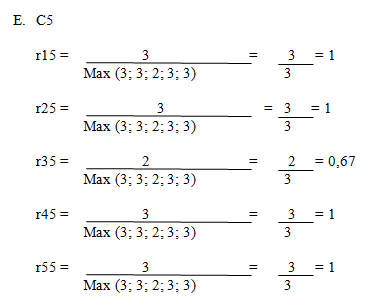 E. C5
r15 = 3 = 3 = 1
Max (3; 3; 2; 3; 3) 3
r25 = 3 = 3 = 1
Max (3; 3; 2; 3; 3) 3
r35 = 2 = 2 = 0,67
Max (3; 3; 2; 3; 3) 3
r45 = 3 = 3 = 1
Max (3; 3; 2; 3; 3) 3
r55 = 3 = 3 = 1
Max (3; 3; 2; 3; 3) 3